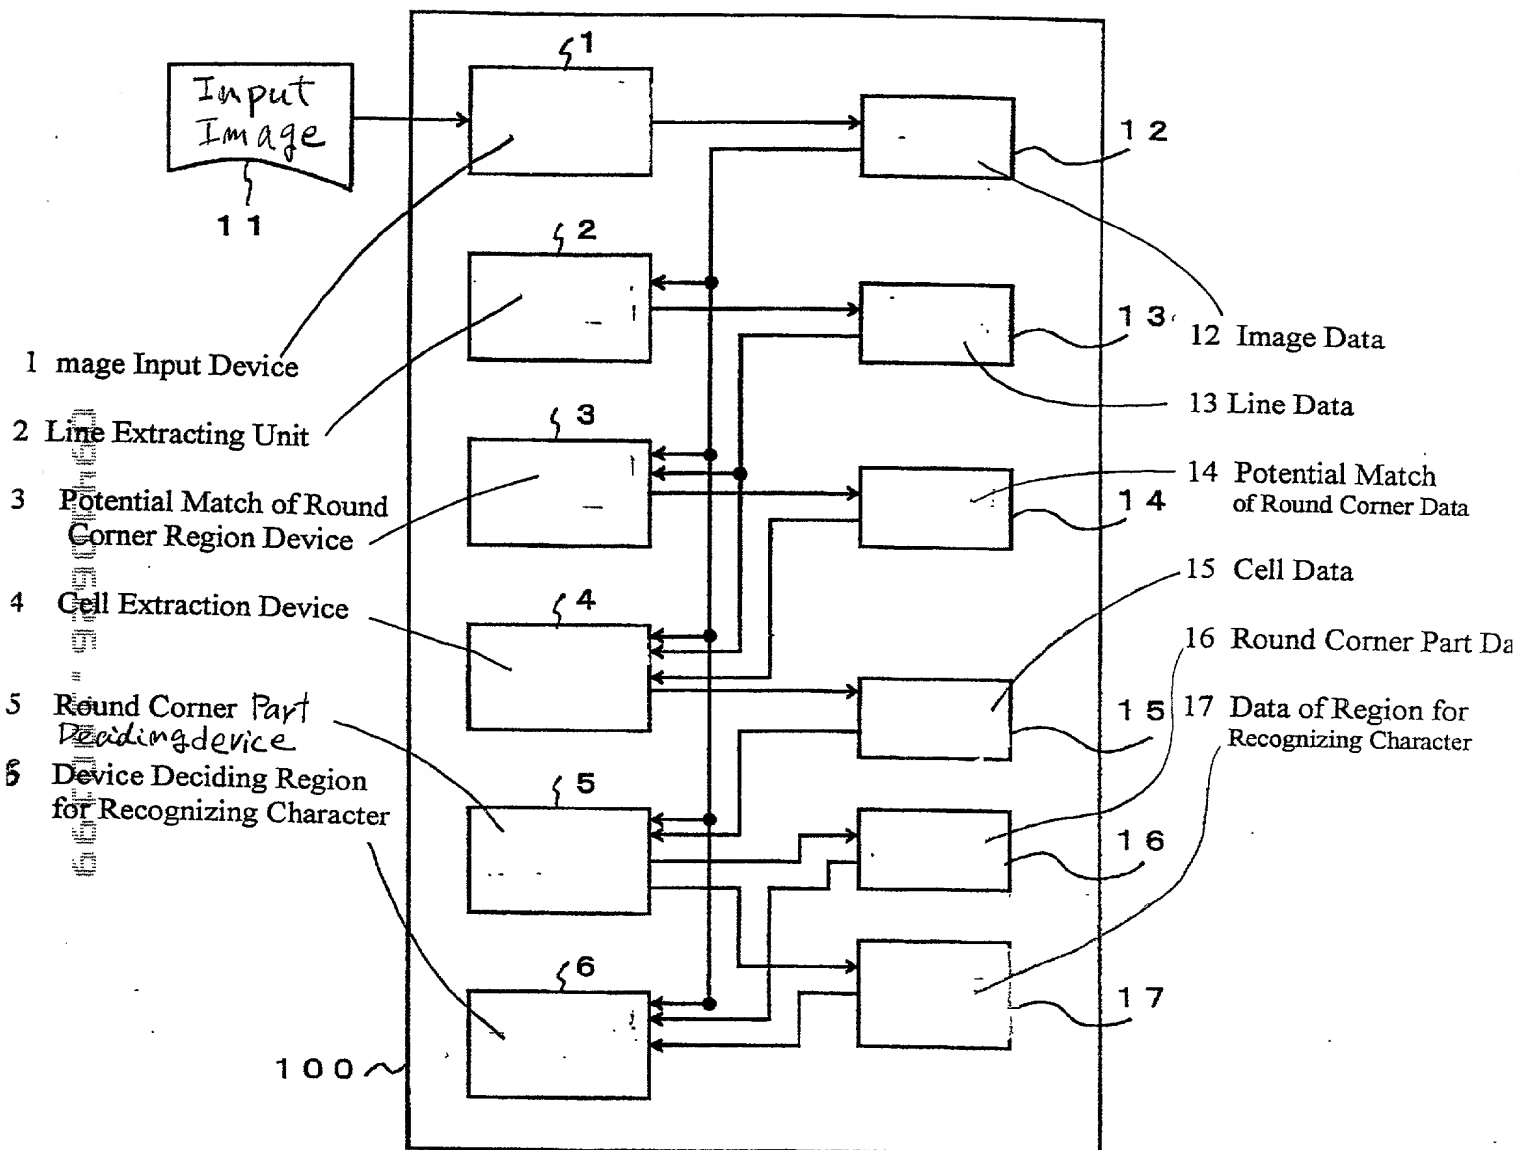 Input
Image
11
1
12
2
13
1 mage Input Device
12 Image Data
2 Line Extracting Unit
13 Line Data
3
3 Potential Match of Round
Corner Region Device
14 Potential Match
of Round Corner Data
14
4 Cell Extraction Device
4
15 Cell Data
16 Round Corner Part Da
5 Round Corner Part
Deciding device
15
17 Data of Region for
Recognizing Character
Device Deciding Region
for Recognizing Character
5
16
6
17
100